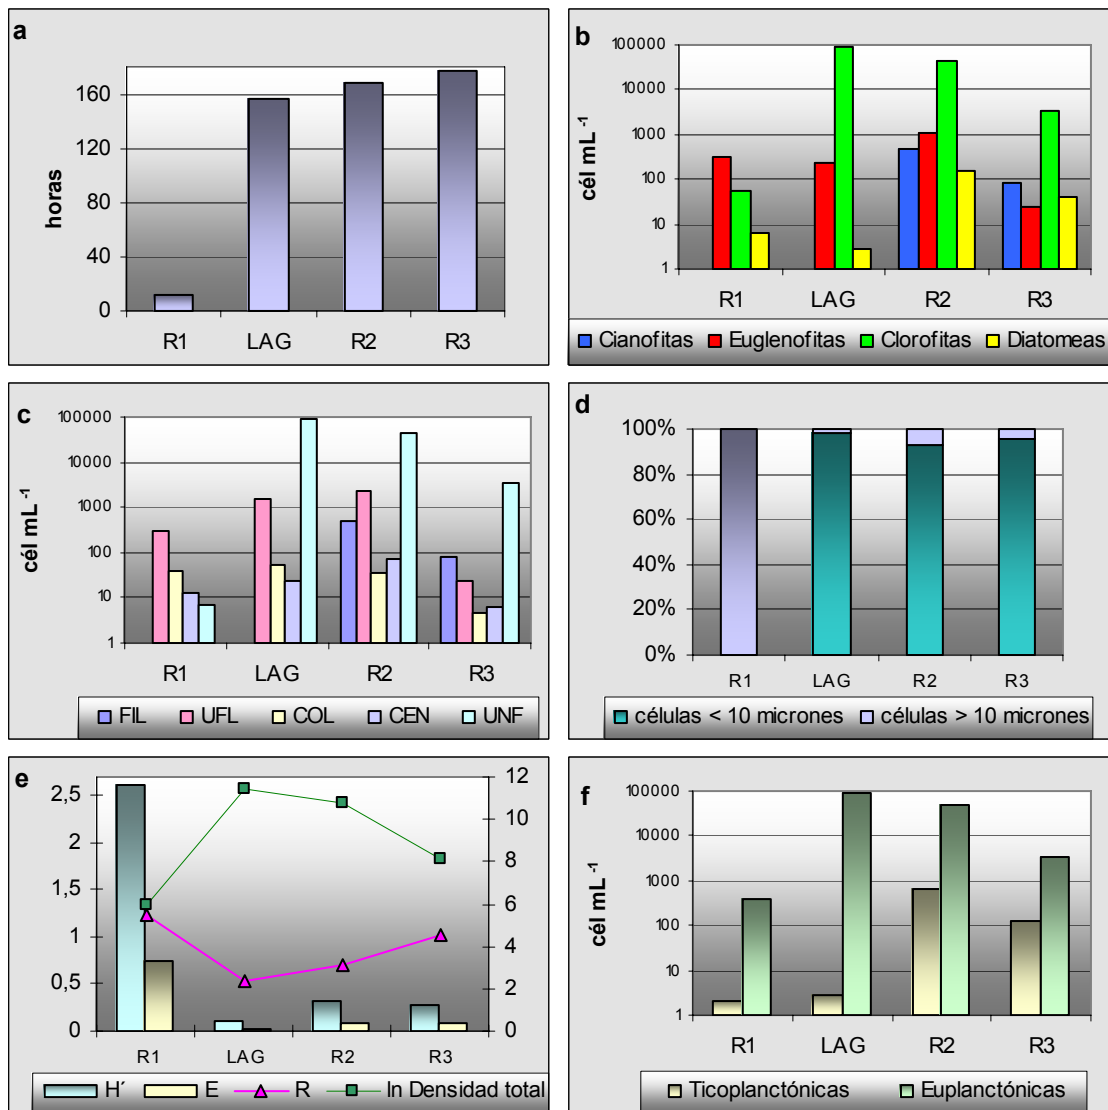 a
horas
160
120
80
40
0
R1 LAG R2 R3
b
cél mL -1
100000
10000
1000
100
10
1
R1 LAG R2 R3
Cianofitas Euglenofitas Clorofitas Diatomeas
c
cél mL -1
100000
10000
1000
100
10
1
R1 LAG R2 R3
FIL UFL COL CEN UNF
d
100%
80%
60%
40%
20%
0%
R1 LAG R2 R3
células < 10 micrones células > 10 micrones
e
2,5
2
1,5
1
0,5
0
12
10
8
6
4
2
0
R1 LAG R2 R3
H´ E R ln Densidad total
f
cél mL -1
100000
10000
1000
100
10
1
R1 LAG R2 R3
Ticoplanctónicas Euplanctónicas